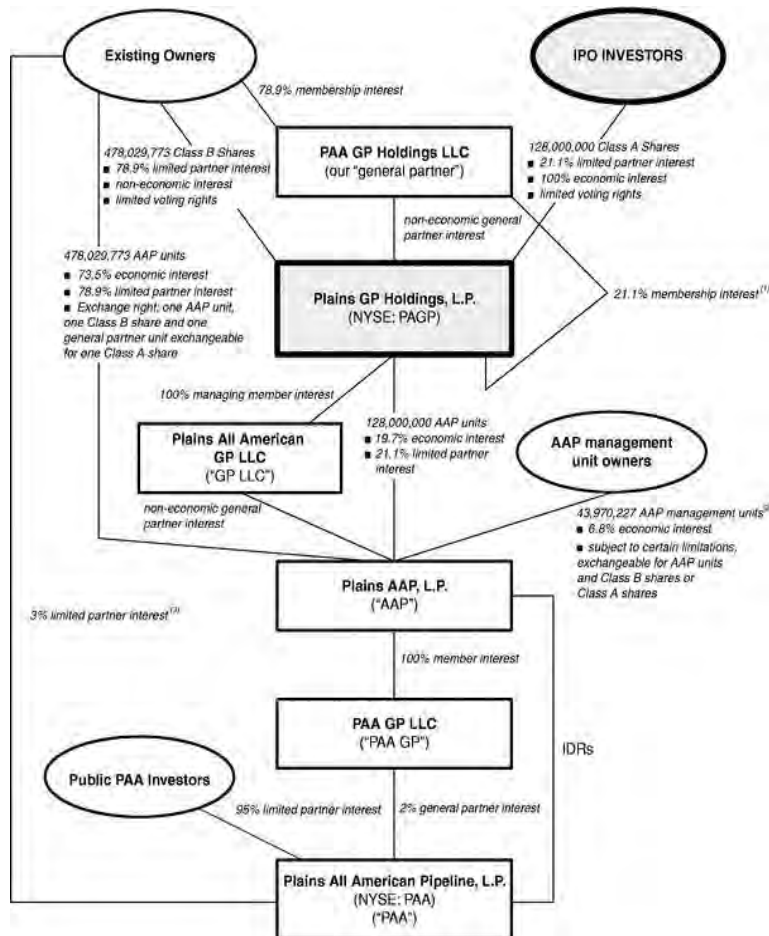 Existing Owners
IPO INVESTORS
78.9% membership interest
478,029,773 Class B Shares
■ 78.9% limited partner interest
■ non-economic interest
■ limited voting rights
PAA GP Holdings LLC
(our "general partner")
128,000,000 Class A Shares
■ 21.1% limited partner interest
■ 100% economic interest
■ limited voting rights
non-economic general
partner interest
478,029,773 AAP units
■ 73.5% economic interest
■ 78.9% limited partner interest
■ Exchange right; one AAP unit,
one Class B share and one
general partner unit exchangeable
for one Class A share
Plains GP Holdings, L.P.
(NYSE: PAGP)
21.1% membership interest(1)
100% managing member interest
128,000,000 AAP units
■ 19.7% economic interest
■ 21.1% limited partner
interest
Plains All American
GP LLC
("GP LLC")
AAP management
unit owners
non-economic general
partner interest
43,970,227 AAP management units(2)
■ 6.8% economic interest
■ subject to certain limitations,
exchangeable for AAP units
and Class B shares or
Class A shares
Plains AAP, L.P.
("AAP")
3% limited partner interest(3)
100% member interest
PAA GP LLC
("PAA GP")
IDRs
Public PAA Investors
95% limited partner interest
2% general partner interest
Plains All American Pipeline, L.P.
(NYSE: PAA)
("PAA")